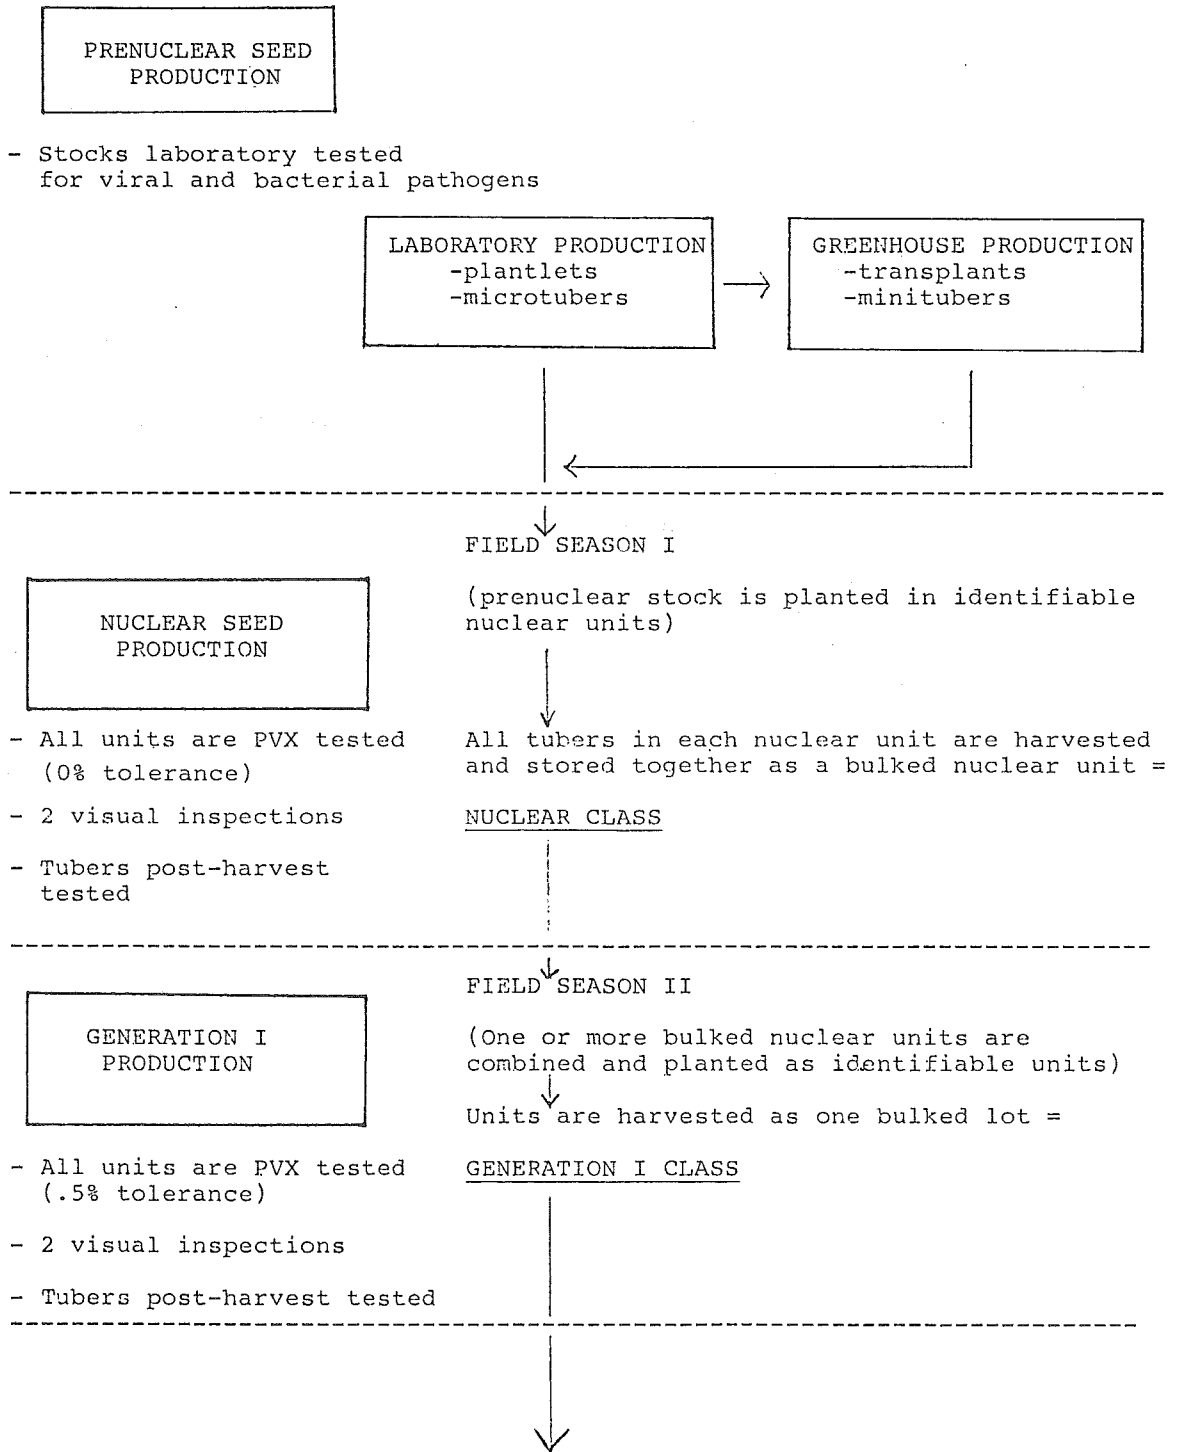 PRENUCLEAR SEED
PRODUCTION
- Stocks laboratory tested
for viral and bacterial pathogens
LABORATORY PRODUCTION
-plantlets
-microtubers
GREENHOUSE PRODUCTION
-transplants
-minitubers
FIELD SEASON I
(prenuclear stock is planted in identifiable
nuclear units)
NUCLEAR SEED
PRODUCTION
- All units are PVX tested
(0% tolerance)
- 2 visual inspections
- Tubers post-harvest
tested
All tubers in each nuclear unit are harvested
and stored together as a bulked nuclear unit =
NUCLEAR CLASS
FIELD SEASON II
(One or more bulked nuclear units are
combined and planted as identifiable units)
Units are harvested as one bulked lot =
GENERATION I CLASS
GENERATION I
PRODUCTION
- All units are PVX tested
(.5% tolerance)
- 2 visual inspections
- Tubers post-harvest tested